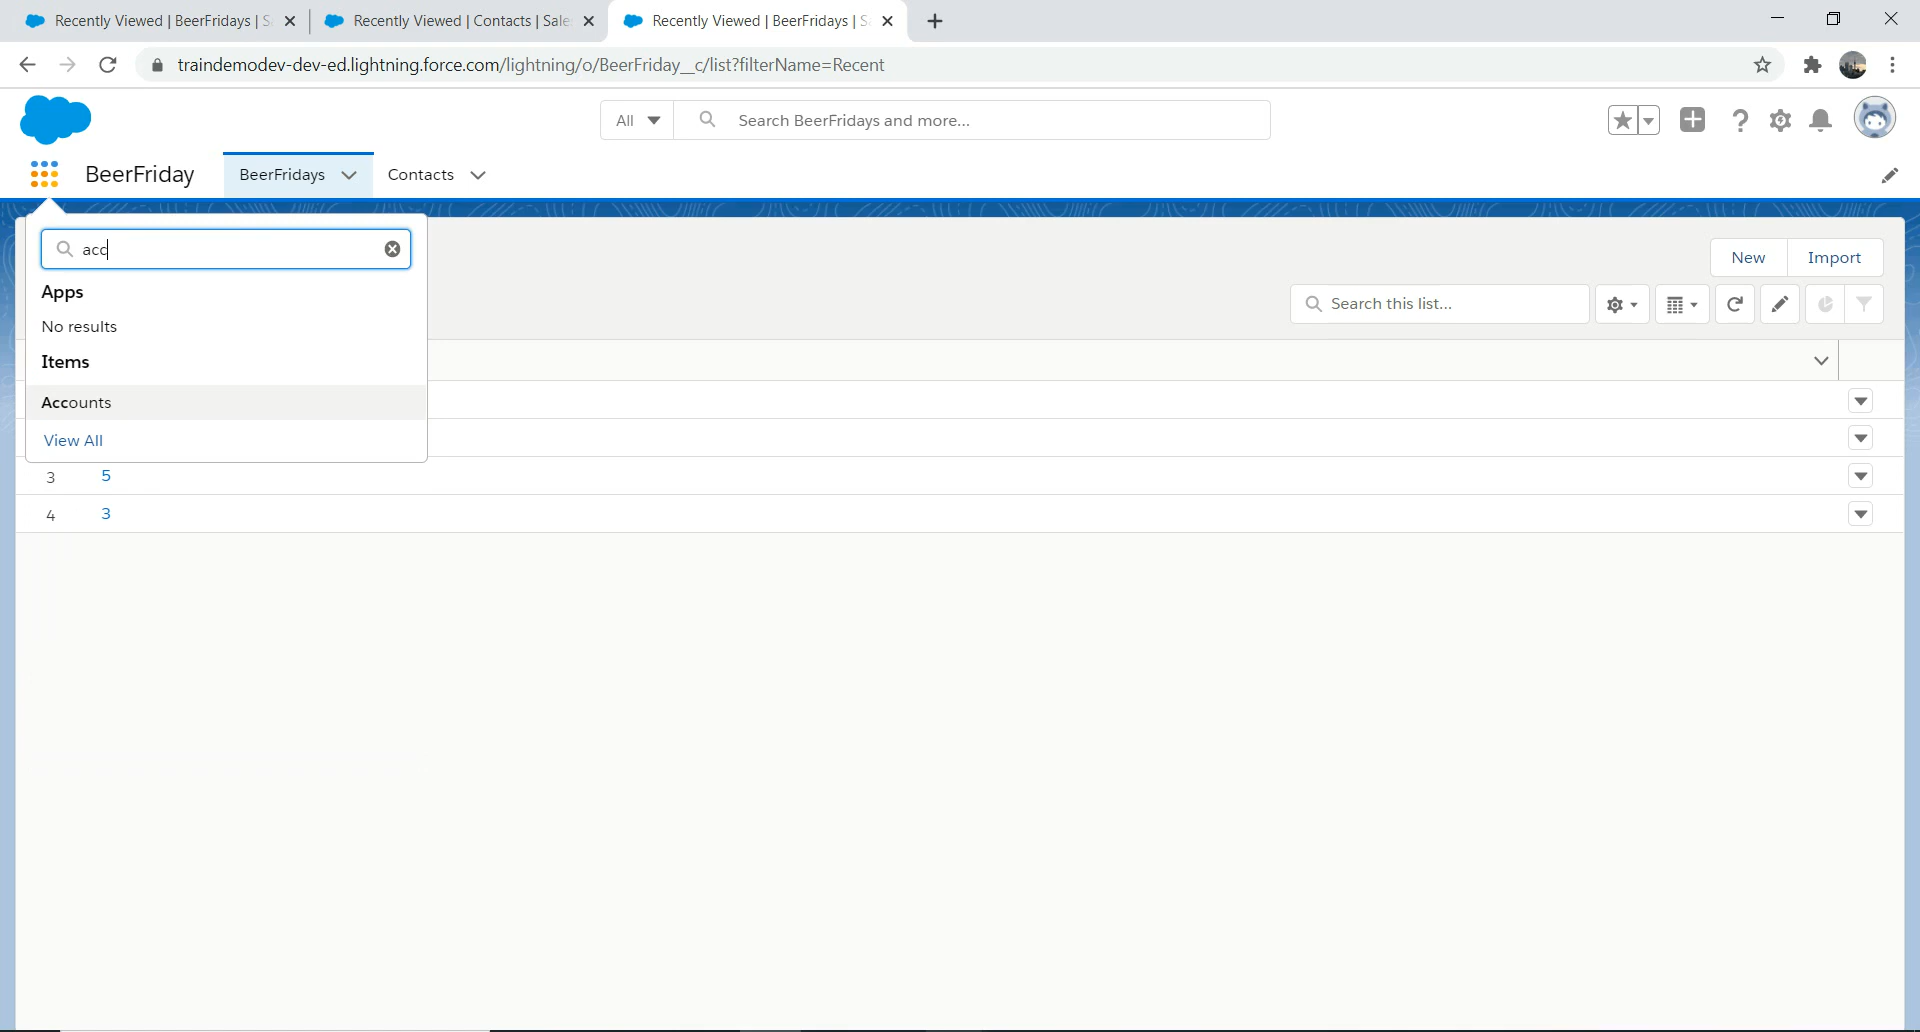 Recently Viewed | BeerFridays | S
Recently Viewed | Contacts | Sale
Recently Viewed | BeerFridays | S
traindemodev-dev-ed.lightning.force.com/lightning/o/BeerFriday__c/list?filterName=Recent
All
Search BeerFridays and more...
BeerFriday
BeerFridays
Contacts
acc
Apps
No results
Items
Accounts
View All
New
Import
Search this list...
3 5
4 3